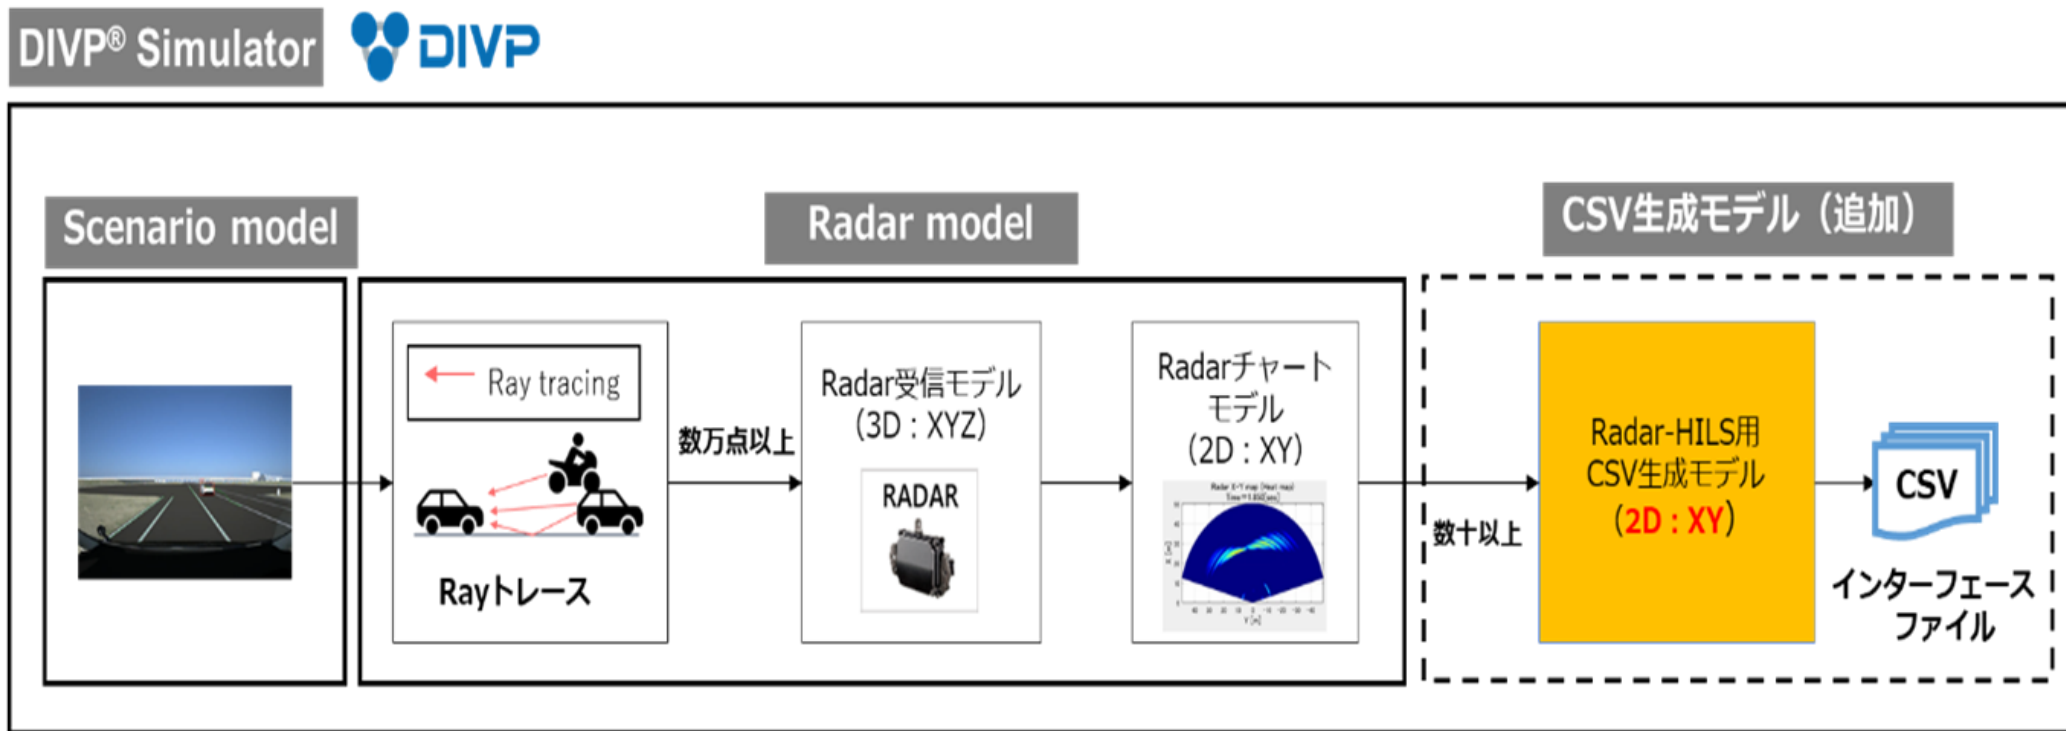 DIVP® Simulator
DIVP
Scenario model
Radar model
CSV生成モデル（追加）
Ray tracing
Rayトレース
数万点以上
Radar受信モデル
（3D：XYZ）
RADAR
Radarチャート
モデル
（2D：XY）
Radar X-Y map (Heat map)
Y [m]
数十以上
Radar-HILS用
CSV生成モデル
（2D：XY）
CSV
インターフェース
ファイル